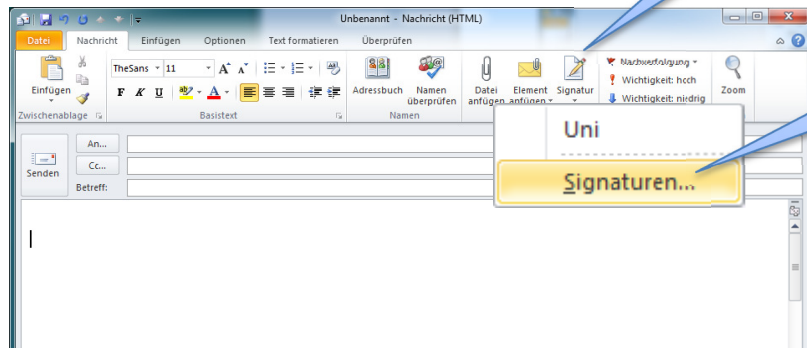 Unbenannt - Nachricht (HTML)
Datei Nachricht Einfügen Optionen Text formatieren Überprüfen
Einfügen
Zwischenablage
TheSans 11
F K U
Basistext
Adressbuch Namen überprüfen
Namen
Datei anfügen Element anfügen Signatur
Nachverfolgung
Wichtigkeit: hoch
Wichtigkeit: niedrig
Zoom
Uni
Signaturen...
Senden
An...
Cc...
Betreff: